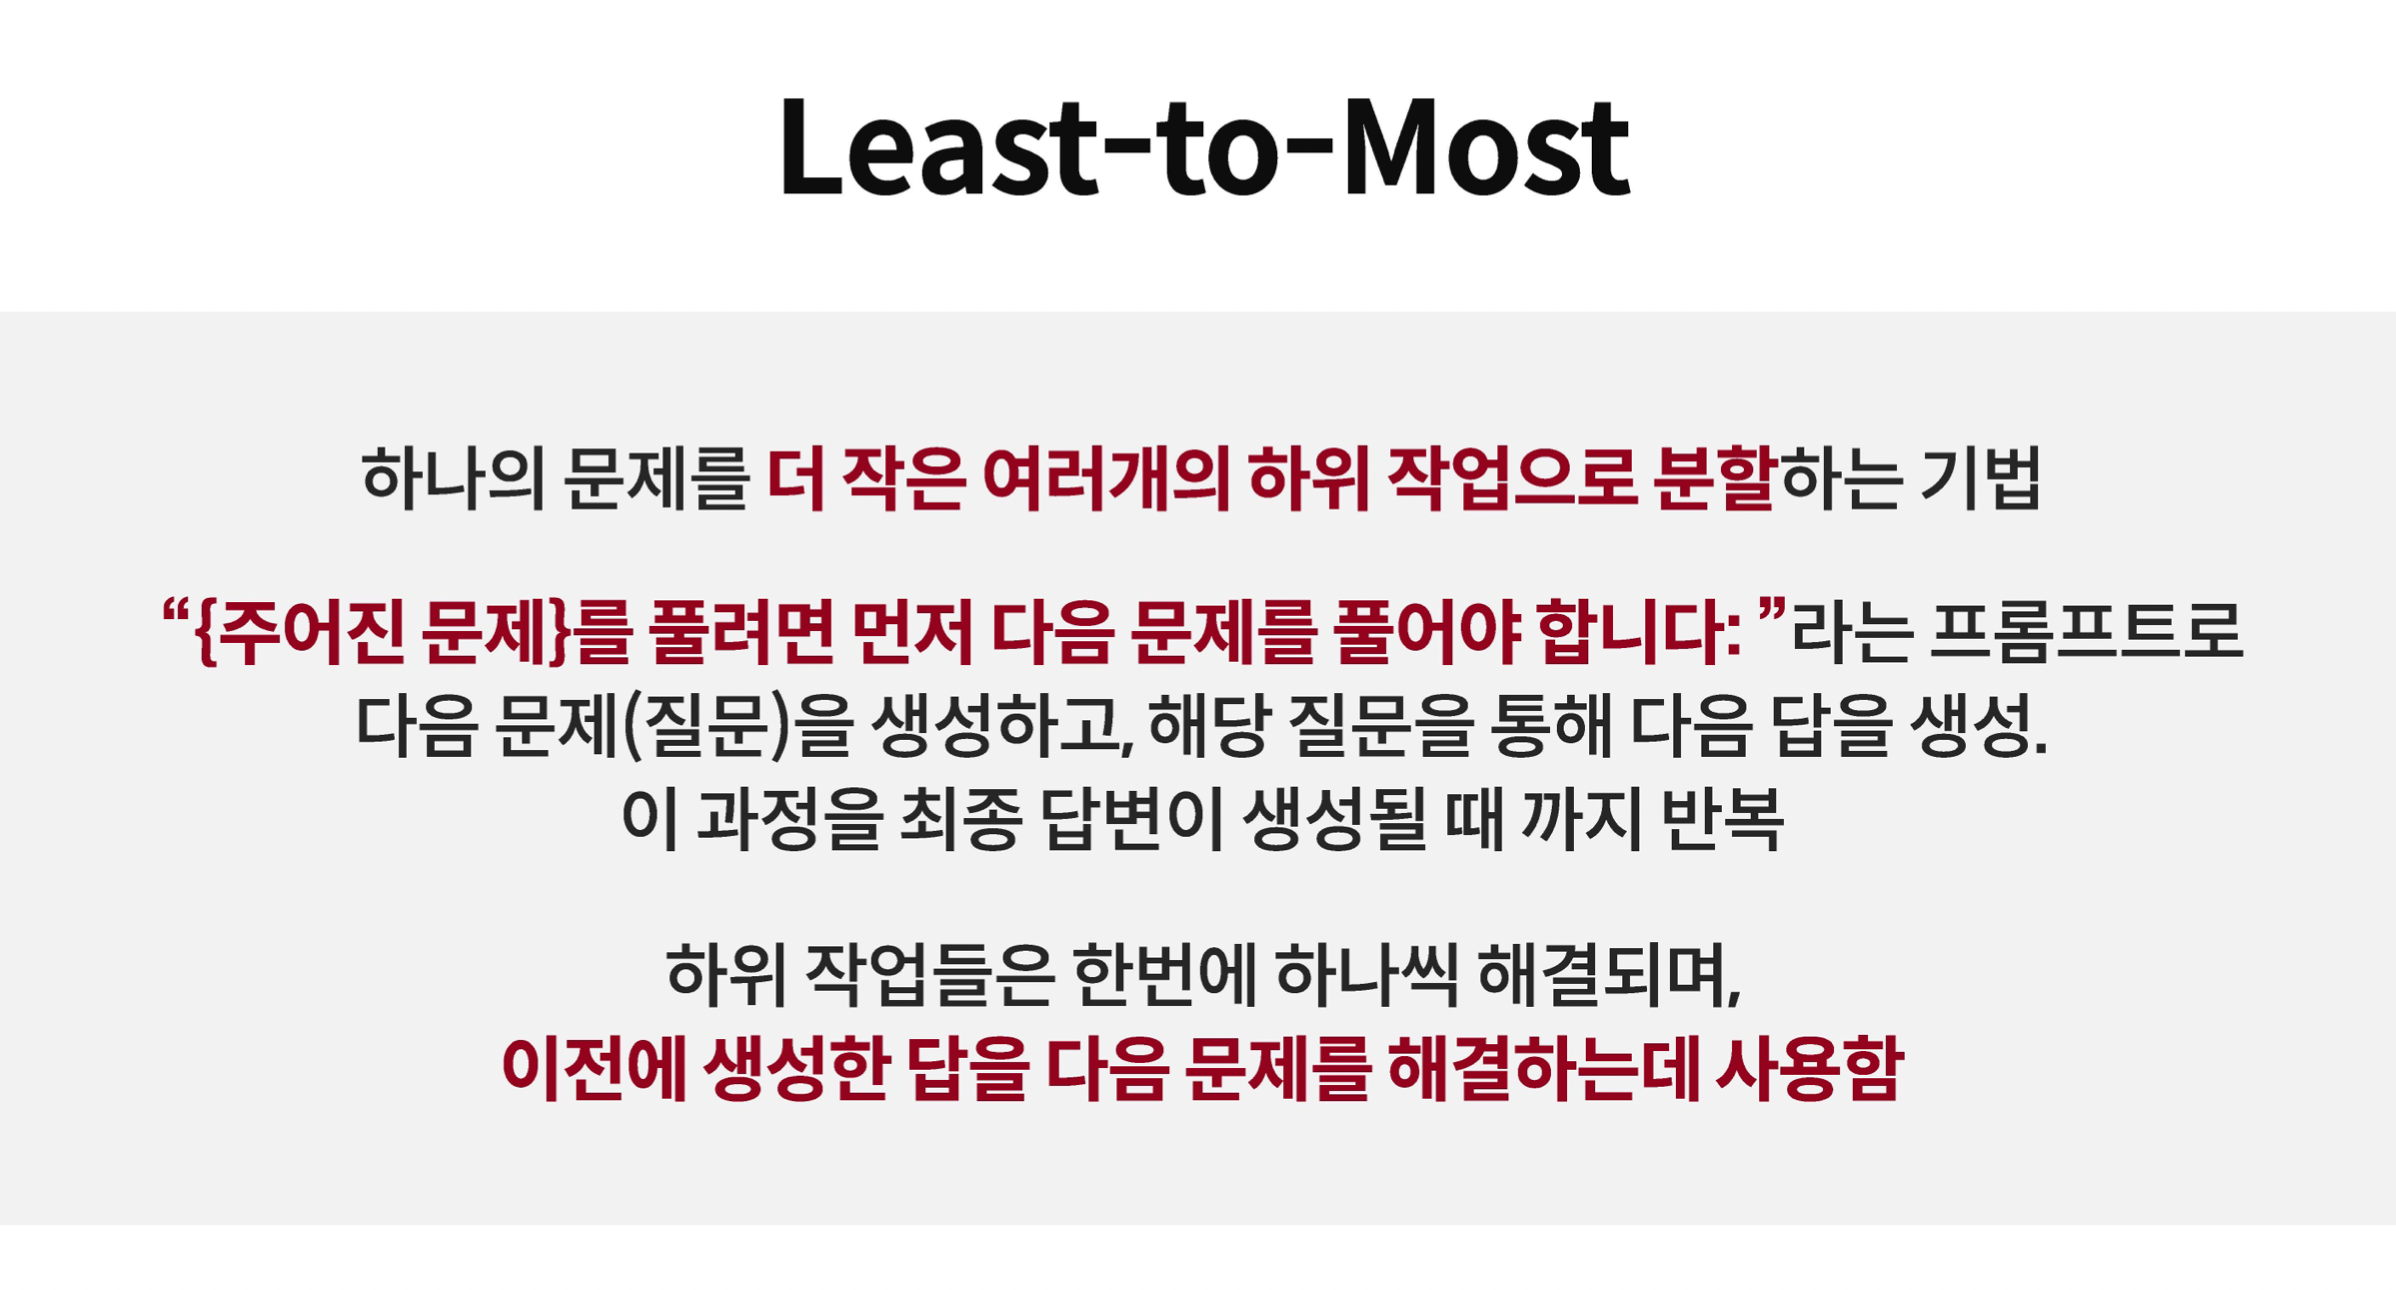 Least-to-Most
하나의 문제를 더 작은 여러개의 하위 작업으로 분할하는 기법
“{주어진 문제}를 풀려면 먼저 다음 문제를 풀어야 합니다: ”라는 프롬프트로
다음 문제(질문)을 생성하고, 해당 질문을 통해 다음 답을 생성.
이 과정을 최종 답변이 생성될 때 까지 반복
하위 작업들은 한번에 하나씩 해결되며,
이전에 생성한 답을 다음 문제를 해결하는데 사용함